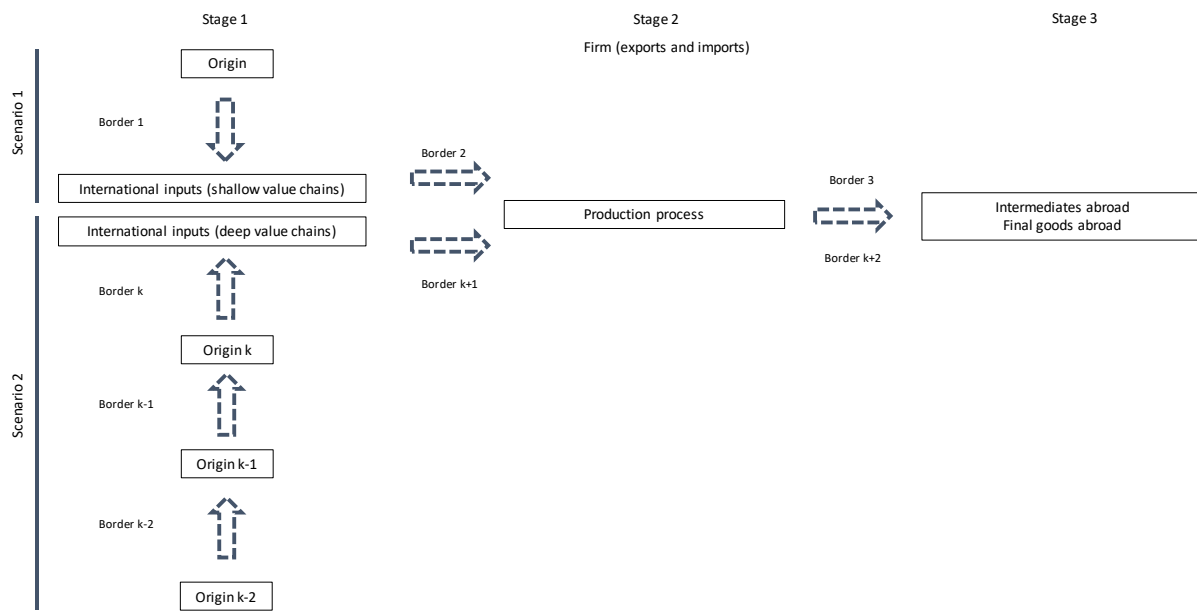 Stage 1
Stage 2
Stage 3
Firm (exports and imports)
Scenario 1
Origin
Border 1
International inputs (shallow value chains)
Border 2
Border 3
Production process
Intermediates abroad
Final goods abroad
Scenario 2
International inputs (deep value chains)
Border k+1
Border k+2
Border k
Origin k
Border k-1
Origin k-1
Border k-2
Origin k-2